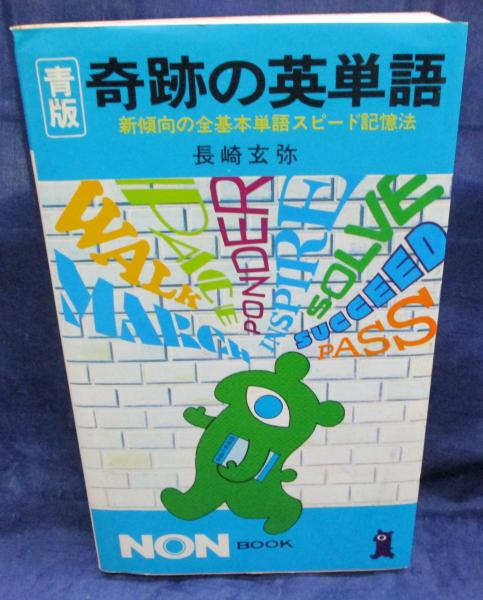 青版
奇跡の英単語
新傾向の全基本単語スピード記憶法
長崎玄弥
WALK
MARCH
PACE
PONDER
INSPIRE
SOLVE
SUCCEED
PASS
NON BOOK